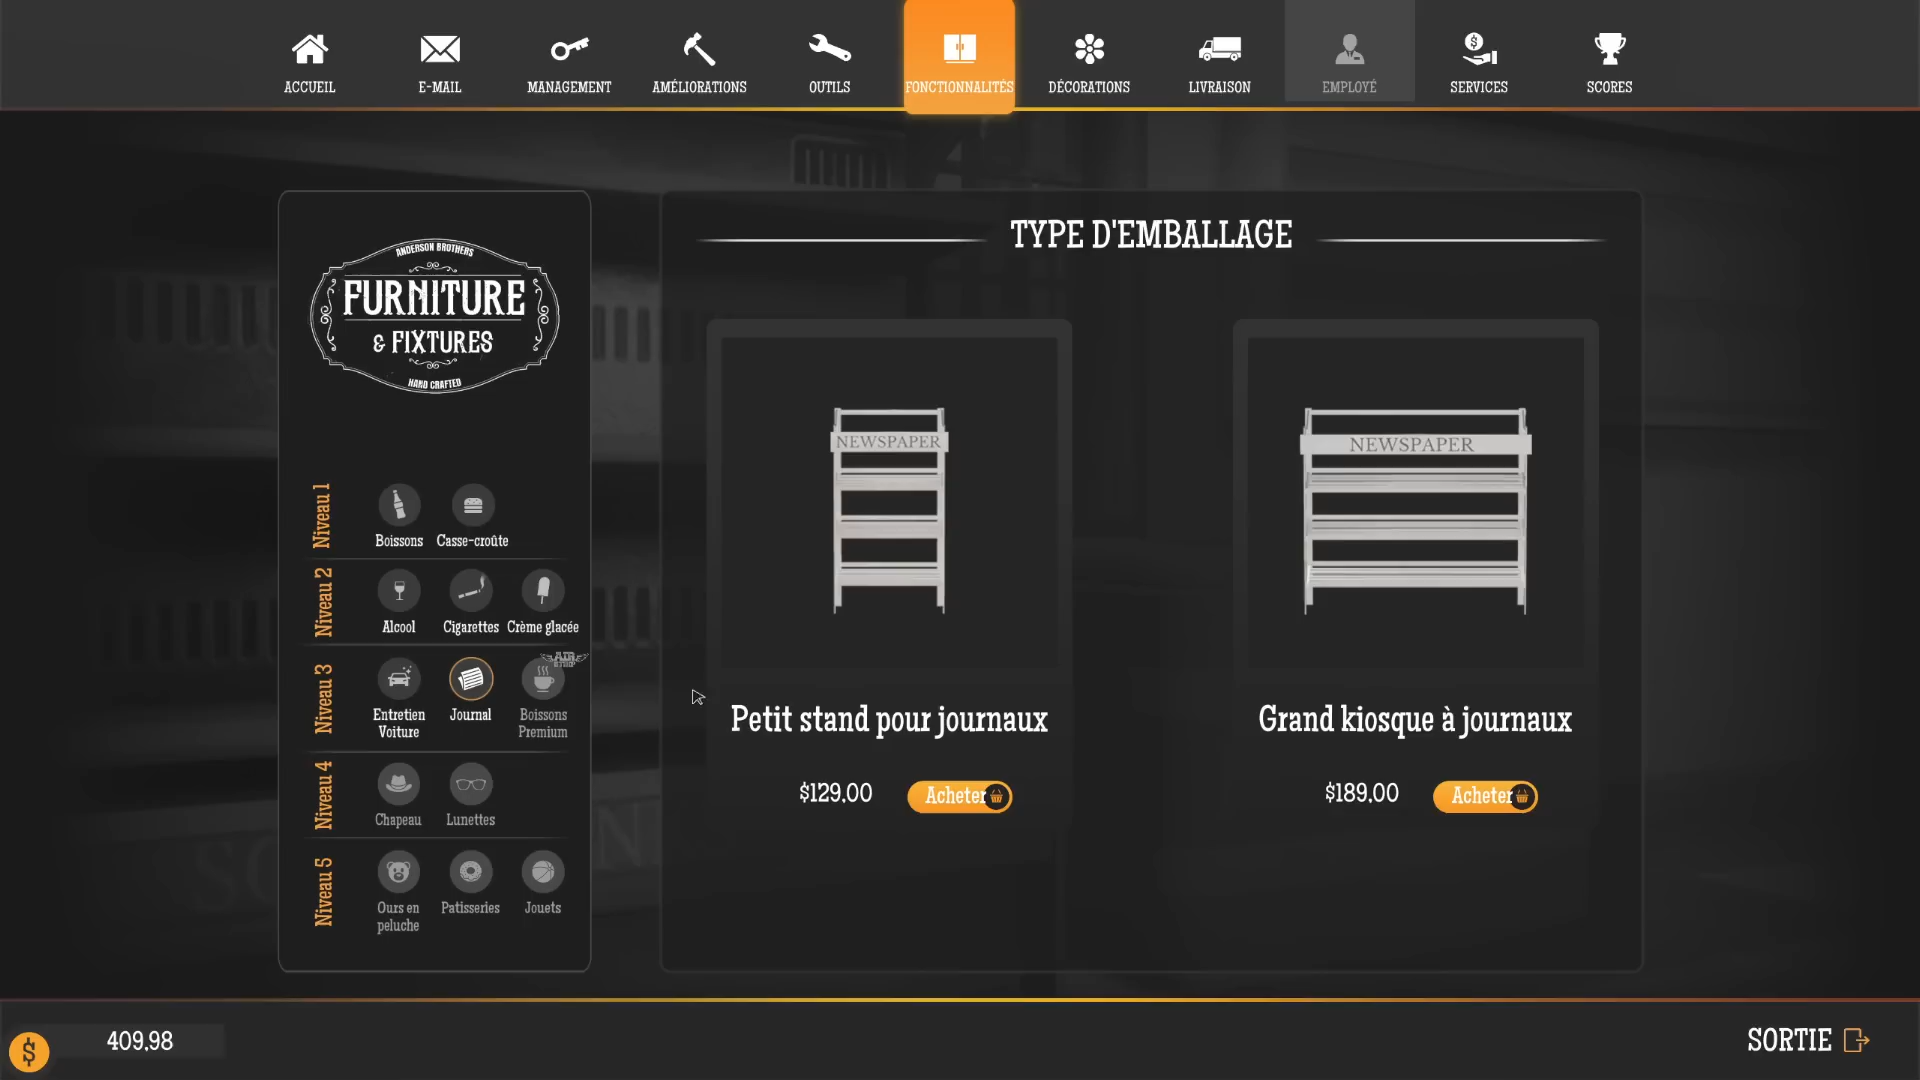 ACCUEIL
E-MAIL
MANAGEMENT
AMÉLIORATIONS
OUTILS
FONCTIONNALITÉS
DÉCORATIONS
LIVRAISON
EMPLOYÉ
SERVICES
SCORES
ANDERSON BROTHERS
FURNITURE
& FIXTURES
HAND CRAFTED
Niveau 1
Boissons
Casse-croûte
Niveau 2
Alcool
Cigarettes
Crème glacée
Niveau 3
Entretien
Voiture
Journal
AIR
Boissons
Premium
Niveau 4
Chapeau
Lunettes
Niveau 5
Ours en
peluche
Patisseries
Jouets
TYPE D'EMBALLAGE
NEWSPAPER
Petit stand pour journaux
$129,00
Acheter
NEWSPAPER
Grand kiosque à journaux
$189,00
Acheter
$ 409,98
SORTIE